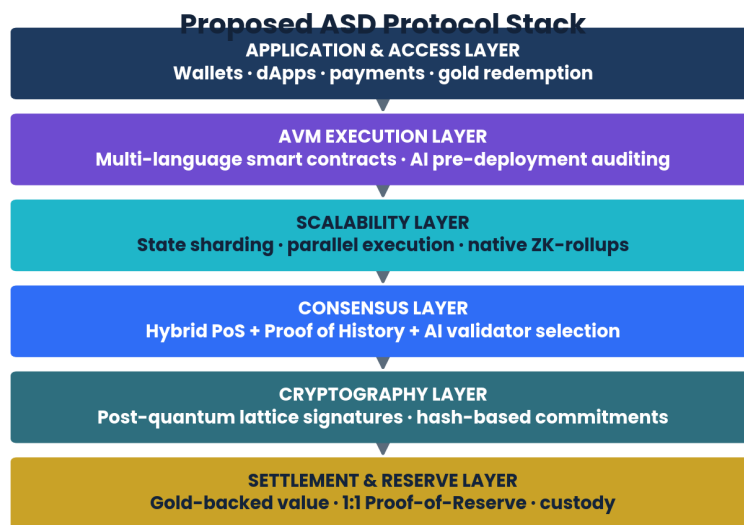 Proposed ASD Protocol Stack
APPLICATION & ACCESS LAYER
Wallets · dApps · payments · gold redemption
AVM EXECUTION LAYER
Multi-language smart contracts · AI pre-deployment auditing
SCALABILITY LAYER
State sharding · parallel execution · native ZK-rollups
CONSENSUS LAYER
Hybrid PoS + Proof of History + AI validator selection
CRYPTOGRAPHY LAYER
Post-quantum lattice signatures · hash-based commitments
SETTLEMENT & RESERVE LAYER
Gold-backed value · 1:1 Proof-of-Reserve · custody